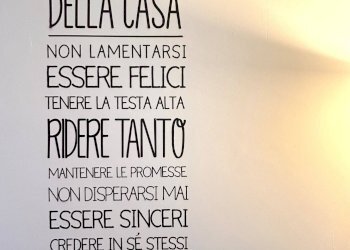 DELLA CASA
NON LAMENTARSI
ESSERE FELICI
TENERE LA TESTA ALTA
RIDERE TANTO
MANTENERE LE PROMESSE
NON DISPERARSI MAI
ESSERE SINCERI
CREDERE IN SÉ STESSI